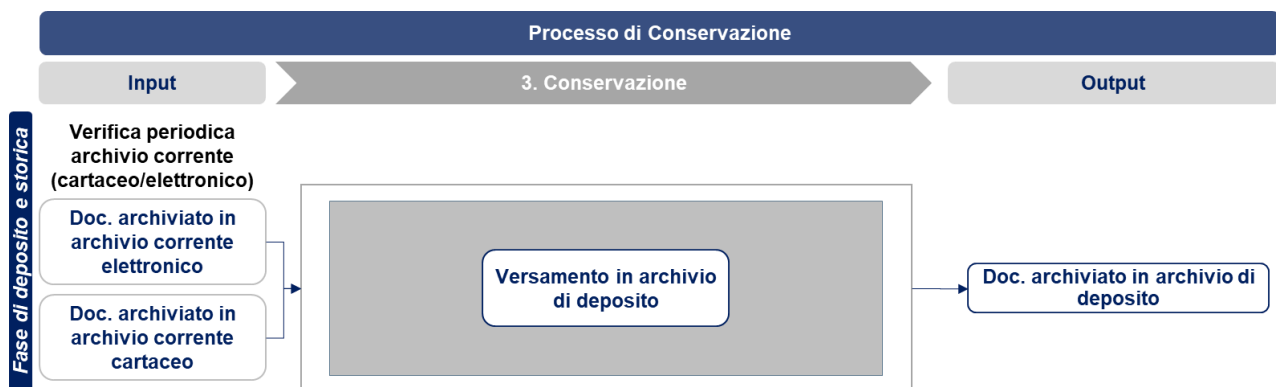 Processo di Conservazione
Input
3. Conservazione
Output
Fase di deposito e storica
Verifica periodica
archivio corrente
(cartaceo/elettronico)
Doc. archiviato in
archivio corrente
elettronico
Doc. archiviato in
archivio corrente
cartaceo
Versamento in archivio
di deposito
Doc. archiviato in archivio di
deposito